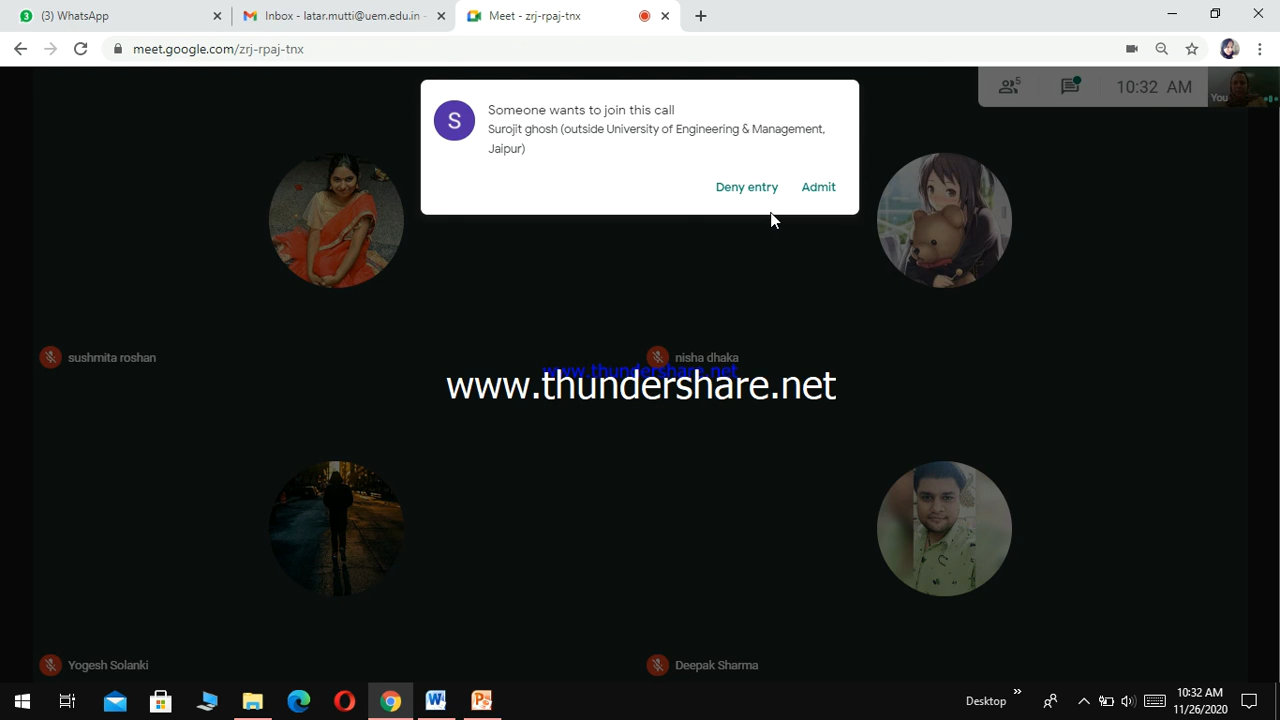 (3) WhatsApp
Inbox - latar.mutti@uem.edu.in -
Meet - zrj-rpaj-tnx
meet.google.com/zrj-rpaj-tnx
5
10:32 AM
You
S
Someone wants to join this call
Surojit ghosh (outside University of Engineering & Management,
Jaipur)
Deny entry
Admit
sushmita roshan
nisha dhaka
www.thundershare.net
www.thundershare.net
Yogesh Solanki
Deepak Sharma
Desktop
10:32 AM
11/26/2020